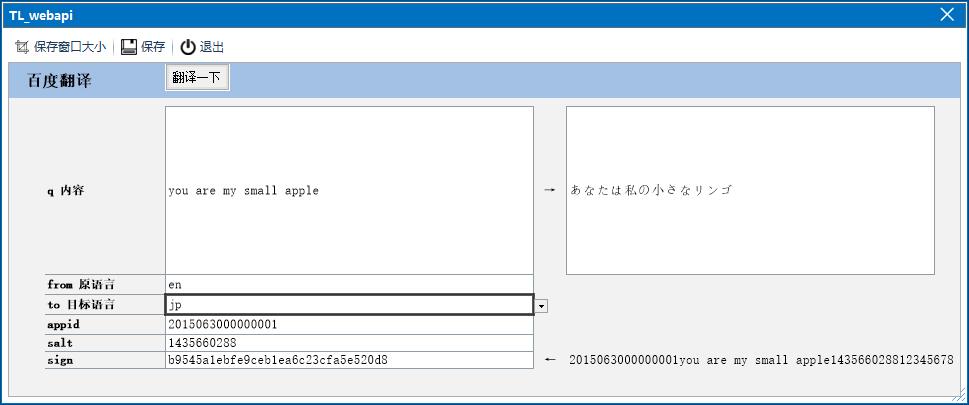 TL_webapi
保存窗口大小 保存 退出
百度翻译 翻译一下
q 内容 you are my small apple → あなたは私の小さなリンゴ
from 原语言 en
to 目标语言 jp
appid 2015063000000001
salt 1435660288
sign b9545a1ebfe9ceb1ea6c23cfa5e520d8 ← 2015063000000001you are my small apple143566028812345678